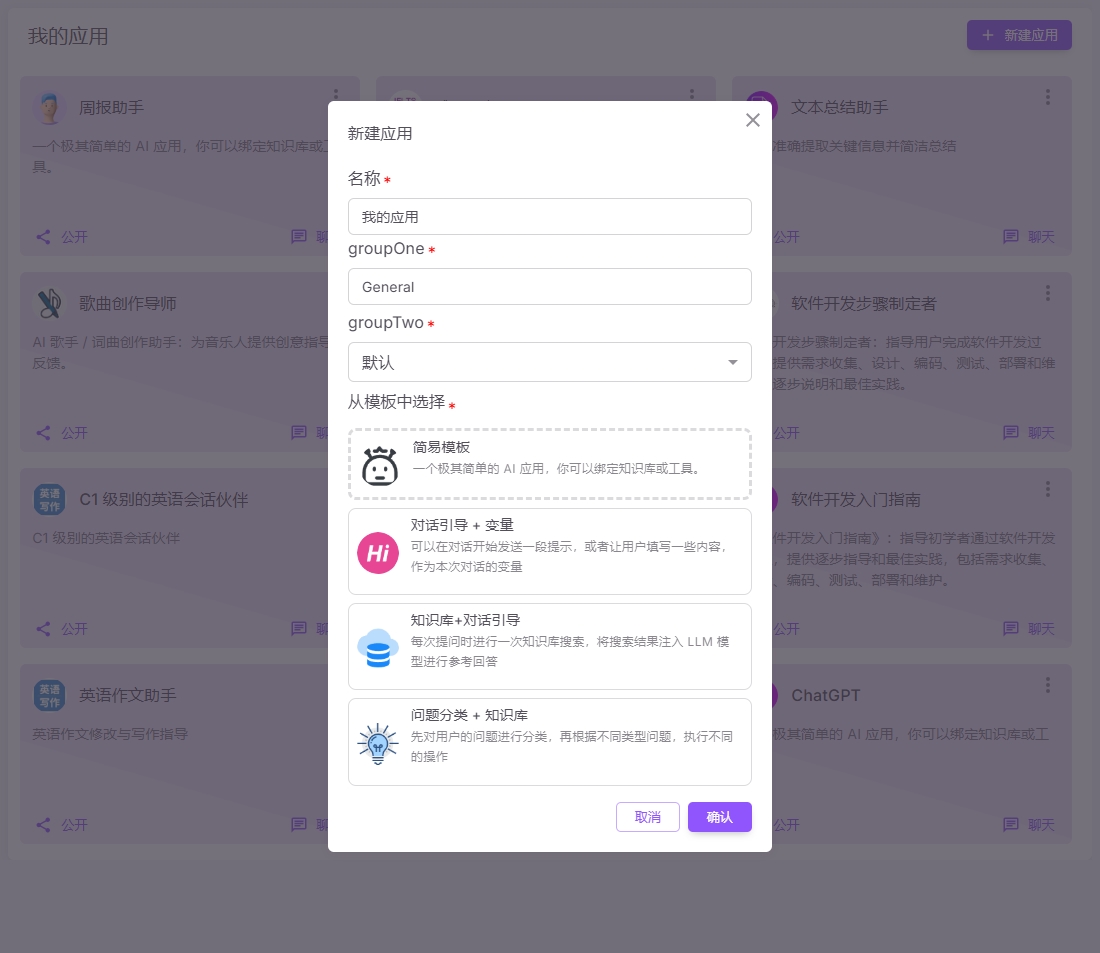 我的应用
新建应用
周报助手
一个极其简单的 AI 应用，你可以绑定知识库或工
具。
公开
文本总结助手
准确提取关键信息并简洁总结
公开
聊天
歌曲创作导师
AI 歌手 / 词曲创作助手：为音乐人提供创意指导
反馈。
公开
软件开发步骤制定者
开发步骤制定者：指导用户完成软件开发过
提供需求收集、设计、编码、测试、部署和维
逐步说明和最佳实践。
公开
聊天
英语
写作
C1 级别的英语会话伙伴
C1 级别的英语会话伙伴
公开
软件开发入门指南
件开发入门指南》：指导初学者通过软件开发
，提供逐步指导和最佳实践，包括需求收集、
、编码、测试、部署和维护。
公开
聊天
英语
写作
英语作文助手
英语作文修改与写作指导
公开
ChatGPT
极其简单的 AI 应用，你可以绑定知识库或工
公开
聊天
新建应用
名称 *
我的应用
groupOne *
General
groupTwo *
默认
从模板中选择 *
简易模板
一个极其简单的 AI 应用，你可以绑定知识库或工具。
Hi
对话引导 + 变量
可以在对话开始发送一段提示，或者让用户填写一些内容，
作为本次对话的变量
知识库+对话引导
每次提问时进行一次知识库搜索，将搜索结果注入 LLM 模
型进行参考回答
问题分类 + 知识库
先对用户的问题进行分类，再根据不同类型问题，执行不同
的操作
取消
确认